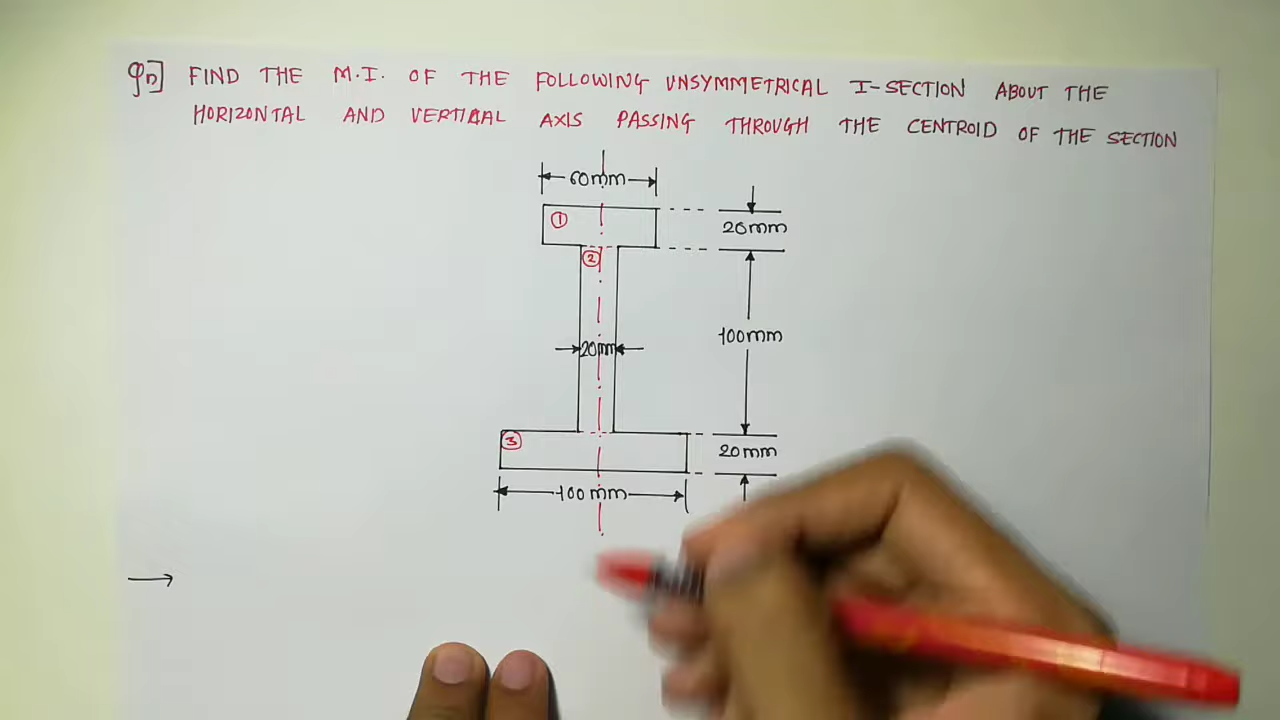 Qn] FIND THE M.I. OF THE FOLLOWING UNSYMMETRICAL I-SECTION ABOUT THE
HORIZONTAL AND VERTICAL AXIS PASSING THROUGH THE CENTROID OF THE SECTION
60mm
1
20mm
2
100mm
20mm
3
20mm
100mm